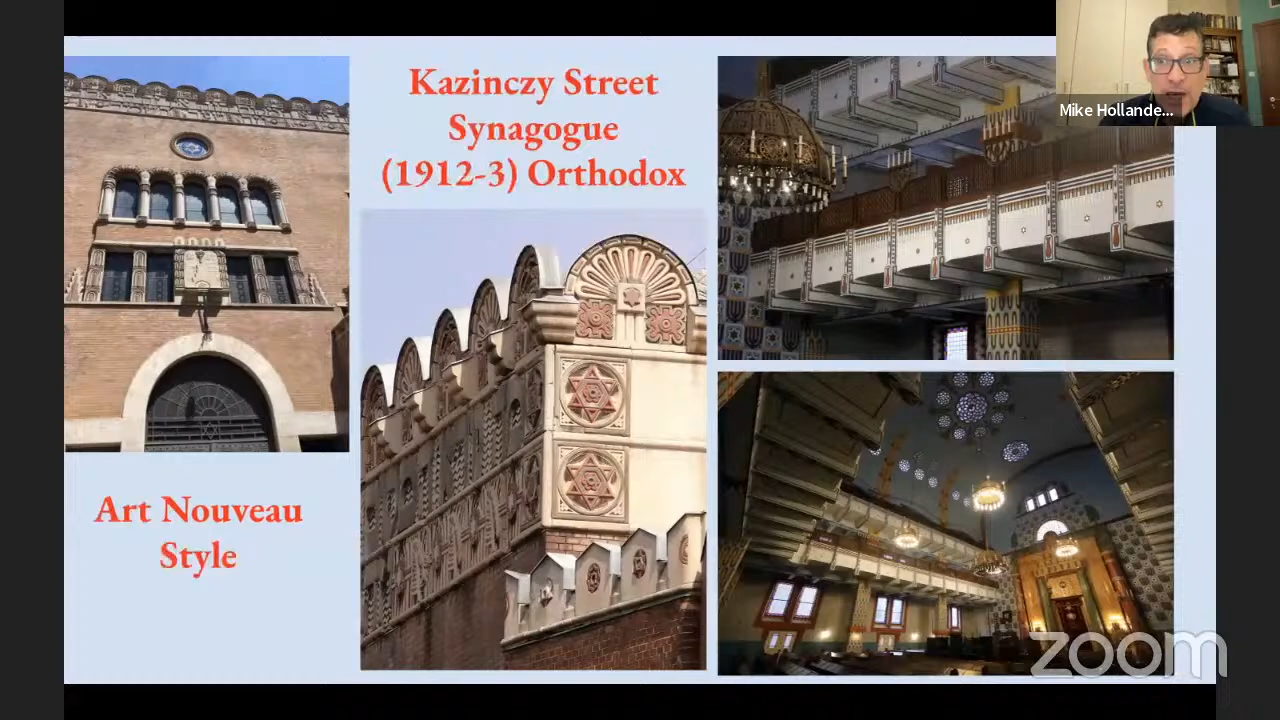 Kazinczy Street
Synagogue
(1912-3) Orthodox
Art Nouveau
Style
Mike Hollande...
zoom